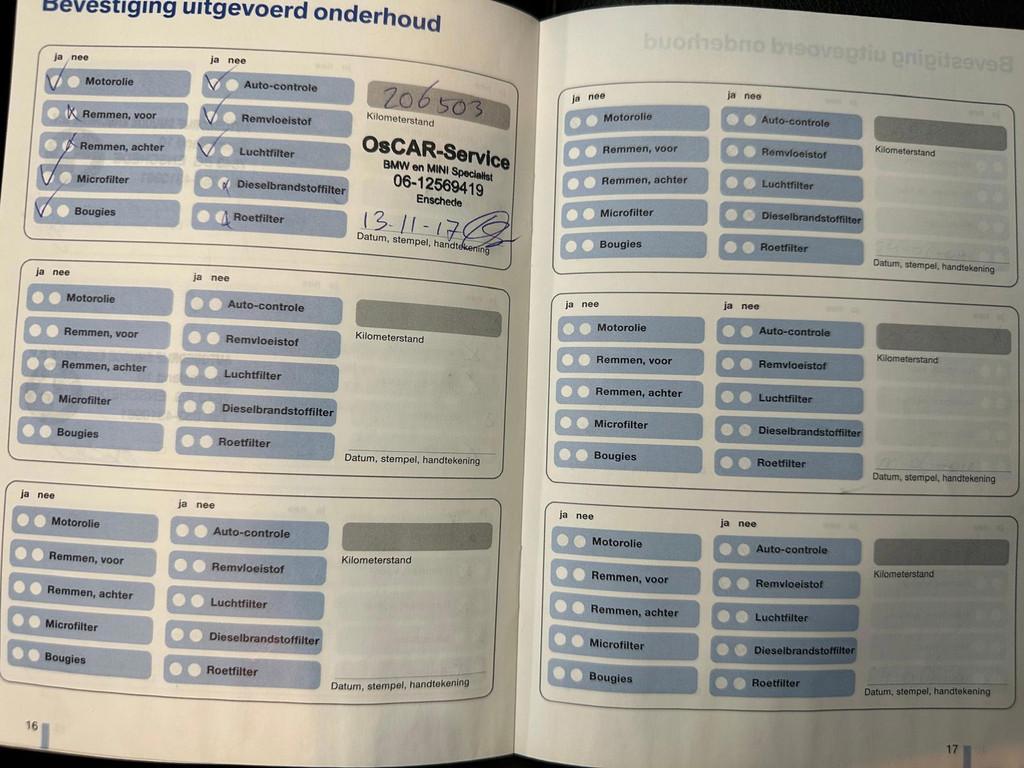 Bevestiging uitgevoerd onderhoud
ja nee
Motorolie
Remmen, voor
Remmen, achter
Microfilter
Bougies
ja nee
Auto-controle
Remvloeistof
Luchtfilter
Dieselbrandstoffilter
Roetfilter
206503
Kilometerstand
OsCAR-Service
BMW en MINI Specialist
06-12569419
Enschede
13-11-17
Datum, stempel, handtekening
ja nee
Motorolie
Remmen, voor
Remmen, achter
Microfilter
Bougies
ja nee
Auto-controle
Remvloeistof
Luchtfilter
Dieselbrandstoffilter
Roetfilter
Kilometerstand
Datum, stempel, handtekening
ja nee
Motorolie
Remmen, voor
Remmen, achter
Microfilter
Bougies
ja nee
Auto-controle
Remvloeistof
Luchtfilter
Dieselbrandstoffilter
Roetfilter
Kilometerstand
Datum, stempel, handtekening
16
ja nee
Motorolie
Remmen, voor
Remmen, achter
Microfilter
Bougies
ja nee
Auto-controle
Remvloeistof
Luchtfilter
Dieselbrandstoffilter
Roetfilter
Kilometerstand
Datum, stempel, handtekening
ja nee
Motorolie
Remmen, voor
Remmen, achter
Microfilter
Bougies
ja nee
Auto-controle
Remvloeistof
Luchtfilter
Dieselbrandstoffilter
Roetfilter
Kilometerstand
Datum, stempel, handtekening
ja nee
Motorolie
Remmen, voor
Remmen, achter
Microfilter
Bougies
ja nee
Auto-controle
Remvloeistof
Luchtfilter
Dieselbrandstoffilter
Roetfilter
Kilometerstand
Datum, stempel, handtekening
17